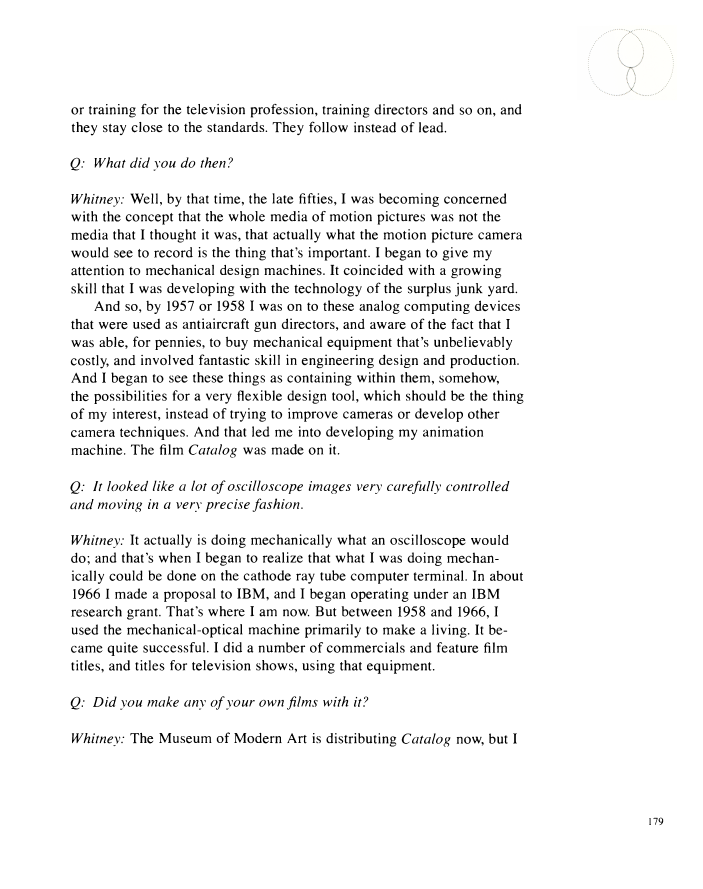 or training for the television profession, training directors and so on, and
they stay close to the standards. They follow instead of lead.
Q: What did you do then?
Whitney: Well, by that time, the late fifties, I was becoming concerned
with the concept that the whole media of motion pictures was not the
media that I thought it was, that actually what the motion picture camera
would see to record is the thing that's important. I began to give my
attention to mechanical design machines. It coincided with a growing
skill that I was developing with the technology of the surplus junk yard.
And so, by 1957 or 1958 I was on to these analog computing devices
that were used as antiaircraft gun directors, and aware of the fact that I
was able, for pennies, to buy mechanical equipment that's unbelievably
costly, and involved fantastic skill in engineering design and production.
And I began to see these things as containing within them, somehow,
the possibilities for a very flexible design tool, which should be the thing
of my interest, instead of trying to improve cameras or develop other
camera techniques. And that led me into developing my animation
machine. The film Catalog was made on it.
Q: It looked like a lot of oscilloscope images very carefully controlled
and moving in a very precise fashion.
Whitney: It actually is doing mechanically what an oscilloscope would
do; and that's when I began to realize that what I was doing mechan-
ically could be done on the cathode ray tube computer terminal. In about
1966 I made a proposal to IBM, and I began operating under an IBM
research grant. That's where I am now. But between 1958 and 1966, I
used the mechanical-optical machine primarily to make a living. It be-
came quite successful. I did a number of commercials and feature film
titles, and titles for television shows, using that equipment.
Q: Did you make any of your own films with it?
Whitney: The Museum of Modern Art is distributing Catalog now, but I
179